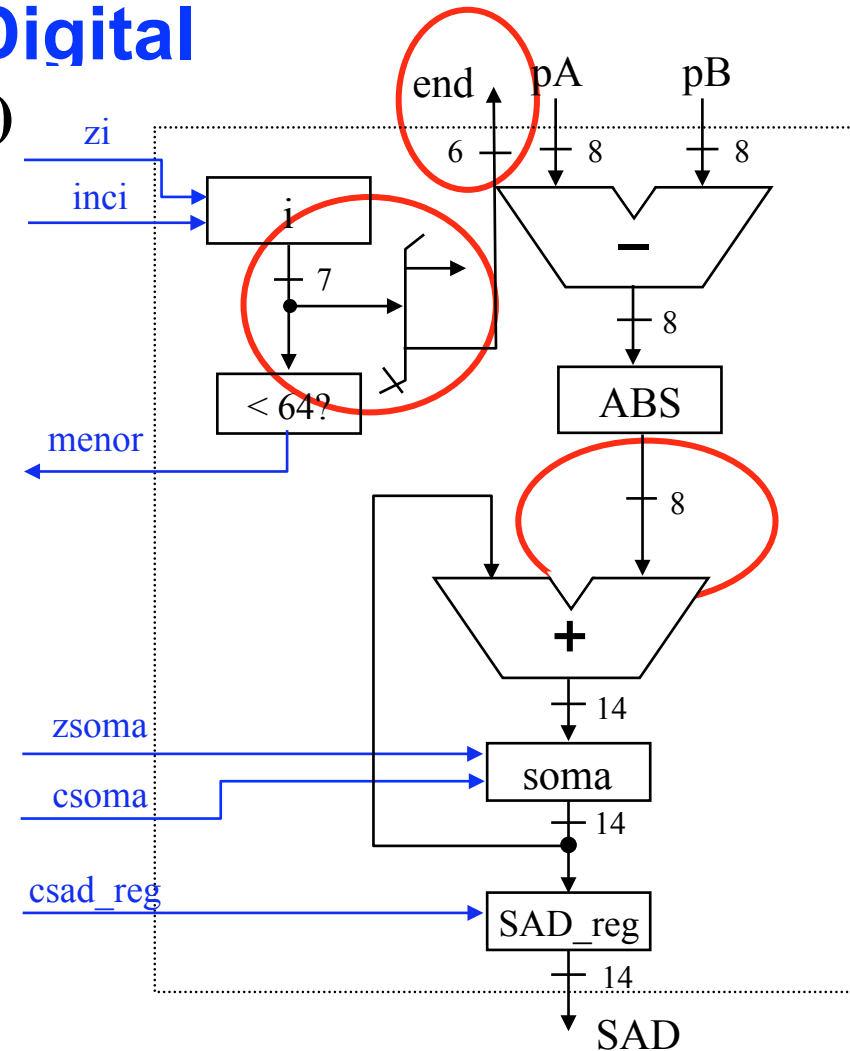 Digital
)
end pA pB
zi
6 8 8
inci
i
−
7
8
< 64?
ABS
menor
8
+
14
zsoma
soma
csoma
14
csad_reg
SAD_reg
14
SAD